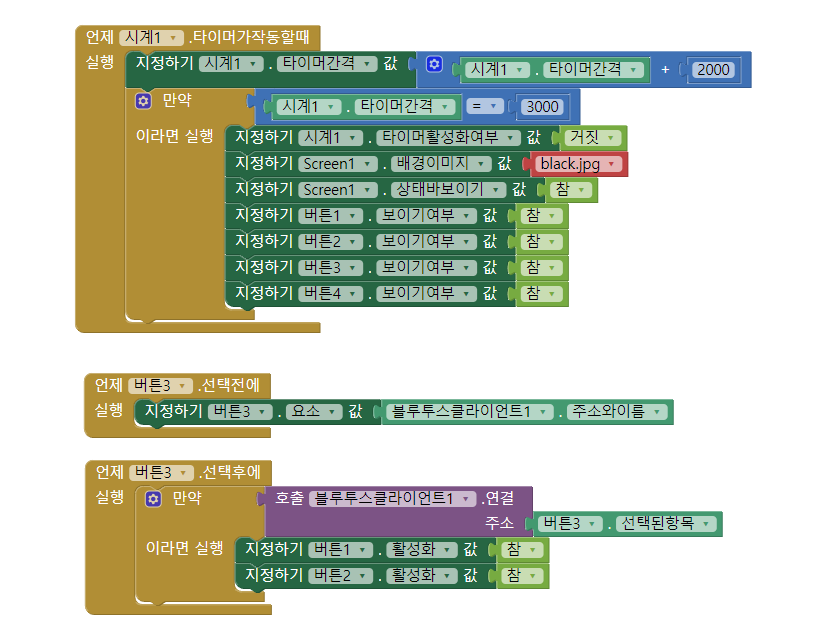 언제 시계1 .타이머가작동할때
실행 지정하기 시계1 . 타이머간격 값 시계1 . 타이머간격 + 2000
만약 시계1 . 타이머간격 = 3000
이라면 실행 지정하기 시계1 . 타이머활성화여부 값 거짓
지정하기 Screen1 . 배경이미지 값 black.jpg
지정하기 Screen1 . 상태바보이기 값 참
지정하기 버튼1 . 보이기여부 값 참
지정하기 버튼2 . 보이기여부 값 참
지정하기 버튼3 . 보이기여부 값 참
지정하기 버튼4 . 보이기여부 값 참
언제 버튼3 .선택전에
실행 지정하기 버튼3 . 요소 값 블루투스클라이언트1 . 주소와이름
언제 버튼3 .선택후에
실행 만약 호출 블루투스클라이언트1 .연결
주소 버튼3 . 선택된항목
이라면 실행 지정하기 버튼1 . 활성화 값 참
지정하기 버튼2 . 활성화 값 참